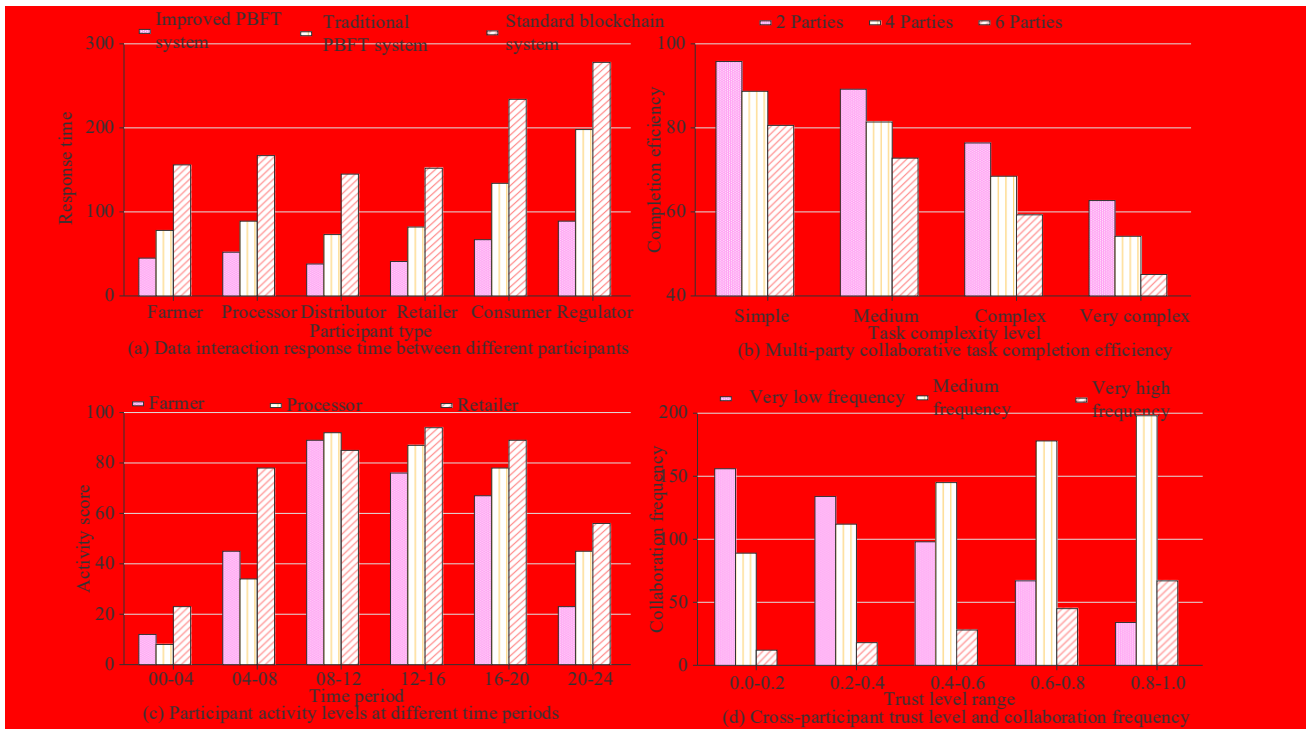 Improved PBFT system
Traditional PBFT system
Standard blockchain system
300
200
100
0
Response time
Farmer Processor Distributor Retailer Consumer Regulator
Participant type
(a) Data interaction response time between different participants
2 Parties 4 Parties 6 Parties
100
80
60
40
Completion eficiency
Simple Medium Complex Very complex
Task complexity level
(b) Multi-party collaborative task completion efficiency
Farmer Processor Retailer
100
80
60
40
20
0
Activity score
00-04 04-08 08-12 12-16 16-20 20-24
Time period
(c) Participant activity levels at different time periods
Very low frequency
Medium frequency
Very high frequency
200
150
100
50
0
Collaboration frequency
0.0-0.2 0.2-0.4 0.4-0.6 0.6-0.8 0.8-1.0
Trust level range
(d) Cross-participant trust level and collaboration frequency